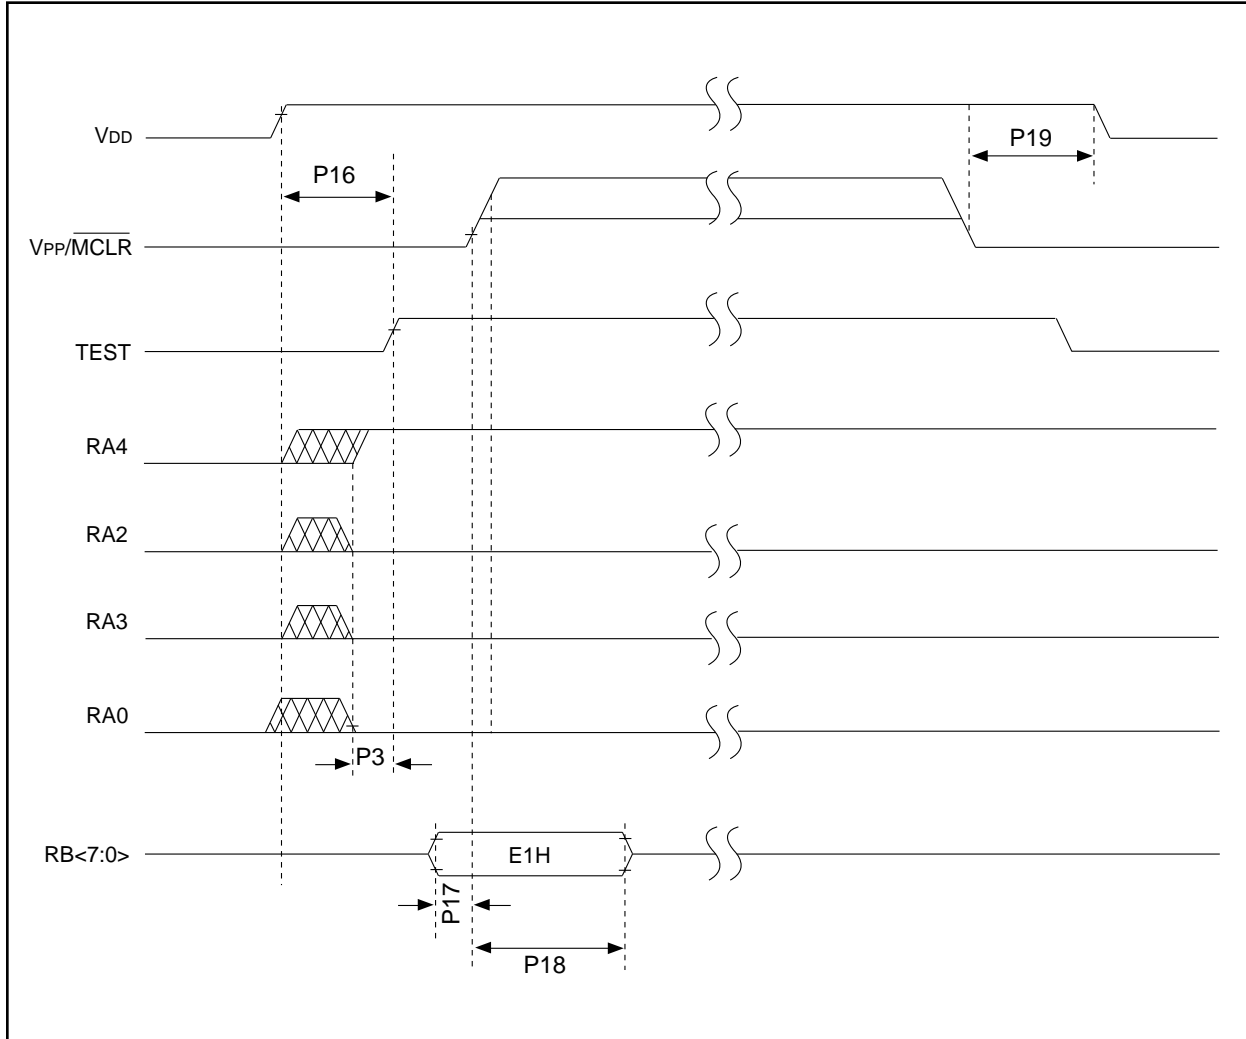 VDD
P19
P16
VPP/MCLR
TEST
RA4
RA2
RA3
RA0
P3
RB<7:0>
E1H
P17
P18